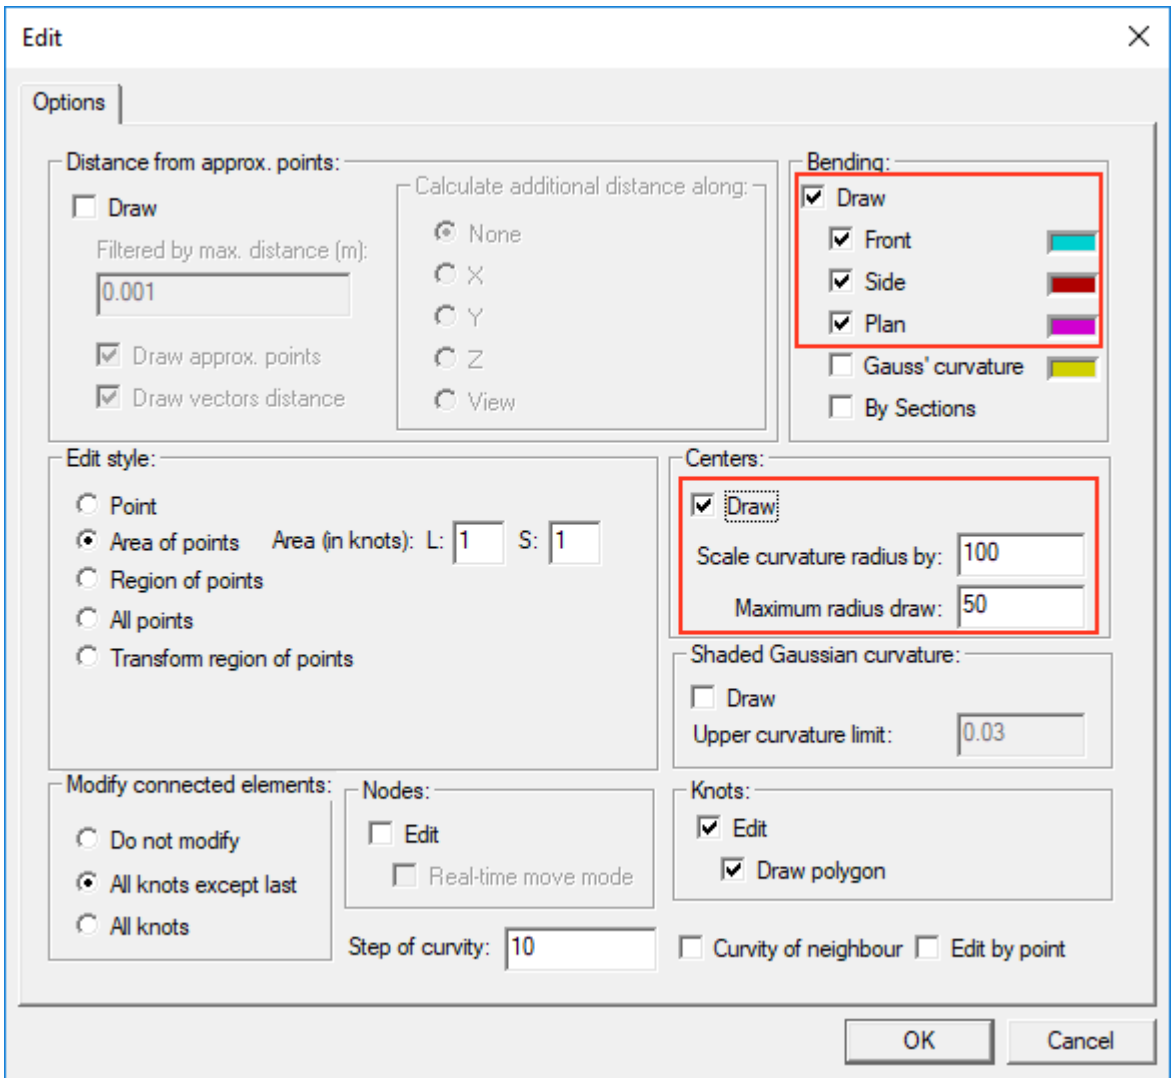 Edit
Options
Distance from approx. points:
Draw
Filtered by max. distance (m):
0.001
Draw approx. points
Draw vectors distance
Calculate additional distance along:
None
X
Y
Z
View
Bending:
Draw
Front
Side
Plan
Gauss' curvature
By Sections
Edit style:
Point
Area of points Area (in knots): L: 1 S: 1
Region of points
All points
Transform region of points
Centers:
Draw
Scale curvature radius by: 100
Maximum radius draw: 50
Shaded Gaussian curvature:
Draw
Upper curvature limit: 0.03
Modify connected elements:
Do not modify
All knots except last
All knots
Nodes:
Edit
Real-time move mode
Knots:
Edit
Draw polygon
Step of curvity: 10 Curvity of neighbour Edit by point
OK Cancel